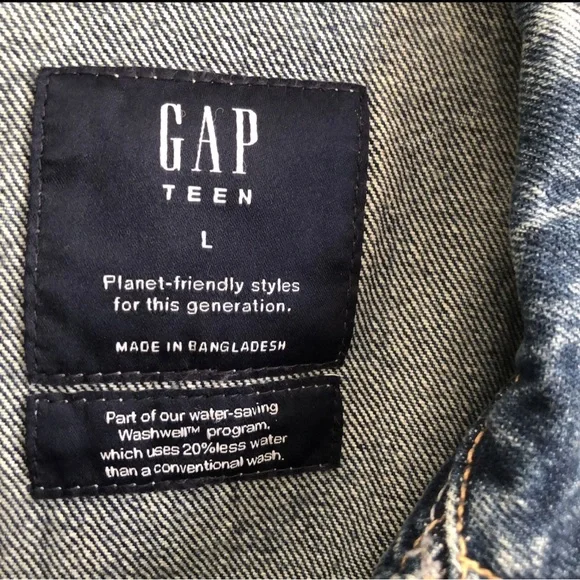 GAP
TEEN
L
Planet-friendly styles
for this generation.
MADE IN BANGLADESH
Part of our water-saving
Washwell™ program,
which uses 20%less water
than a conventional wash.